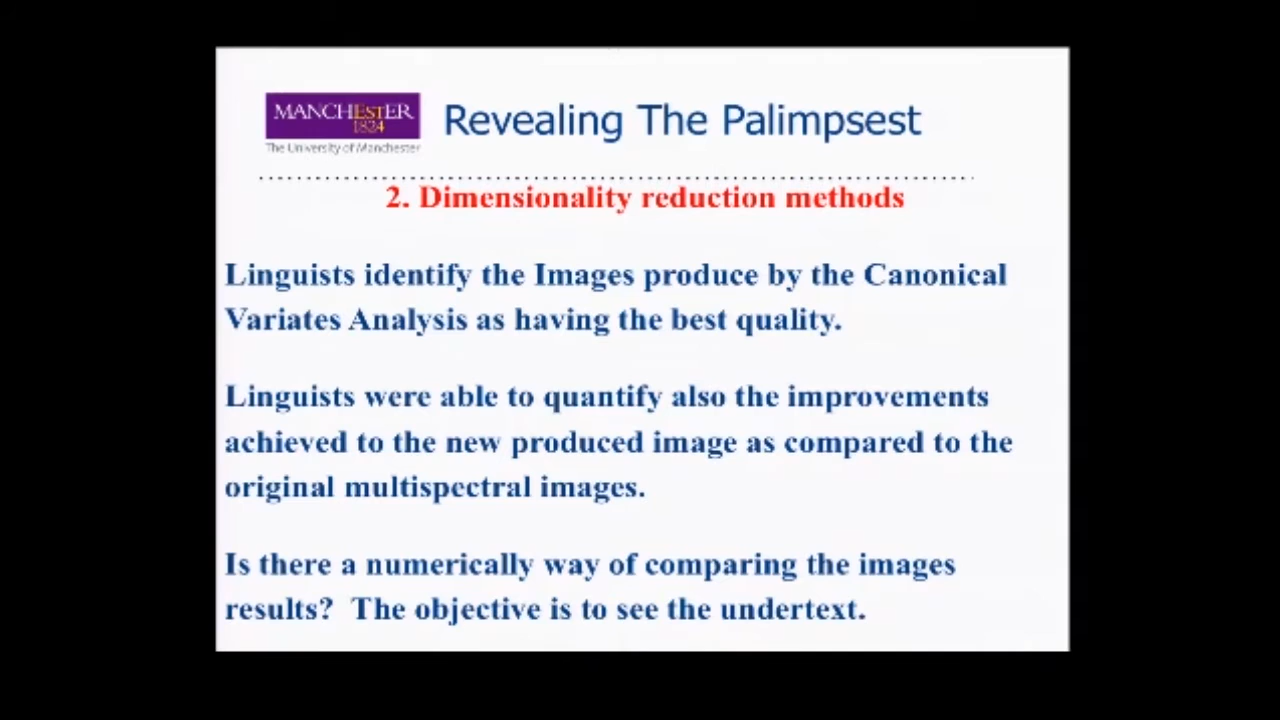 MANCHESTER
1824
The University of Manchester
Revealing The Palimpsest
2. Dimensionality reduction methods
Linguists identify the Images produce by the Canonical
Variates Analysis as having the best quality.
Linguists were able to quantify also the improvements
achieved to the new produced image as compared to the
original multispectral images.
Is there a numerically way of comparing the images
results? The objective is to see the undertext.